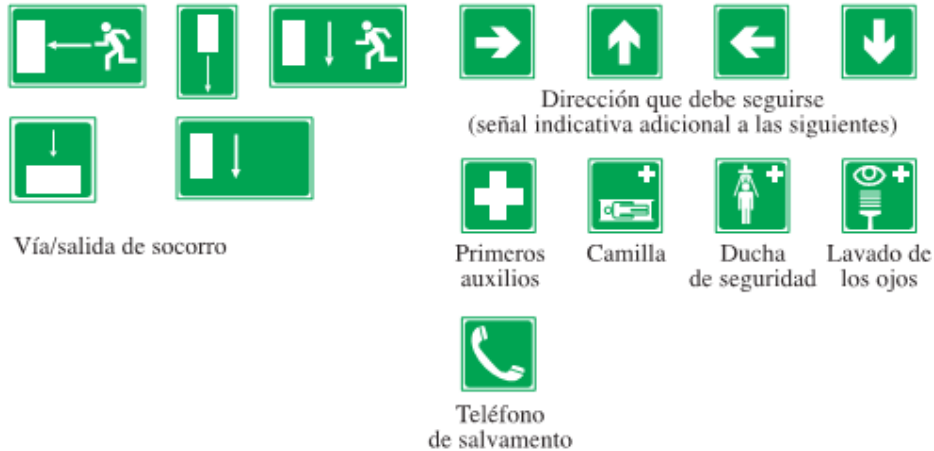 Vía/salida de socorro
Dirección que debe seguirse
(señal indicativa adicional a las siguientes)
Primeros
auxilios
Camilla
Ducha
de seguridad
Lavado de
los ojos
Teléfono
de salvamento